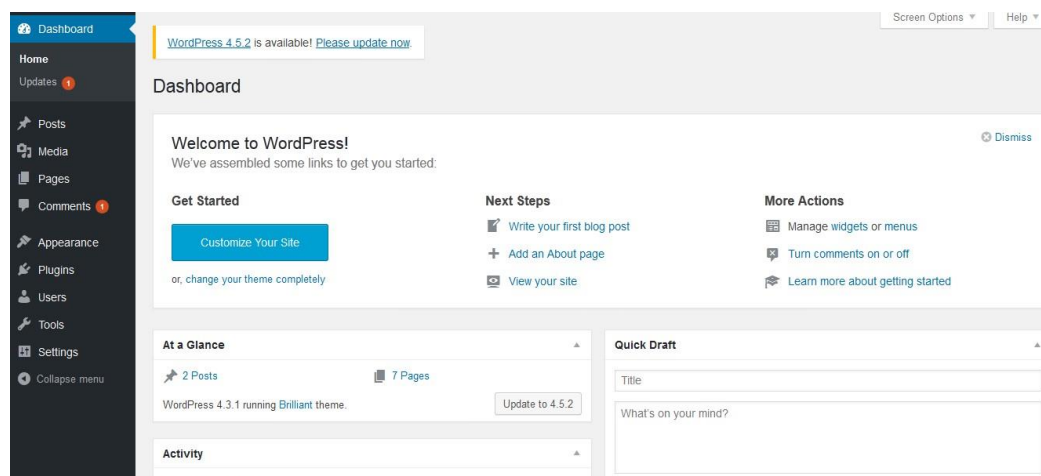 Dashboard
Home
Updates 1
Posts
Media
Pages
Comments 1
Appearance
Plugins
Users
Tools
Settings
Collapse menu
Screen Options
Help
WordPress 4.5.2 is available! Please update now.
Dashboard
Welcome to WordPress!
We've assembled some links to get you started:
Dismiss
Get Started
Customize Your Site
or, change your theme completely
Next Steps
Write your first blog post
Add an About page
View your site
More Actions
Manage widgets or menus
Turn comments on or off
Learn more about getting started
At a Glance
2 Posts
7 Pages
WordPress 4.3.1 running Brilliant theme.
Update to 4.5.2
Activity
Quick Draft
Title
What's on your mind?